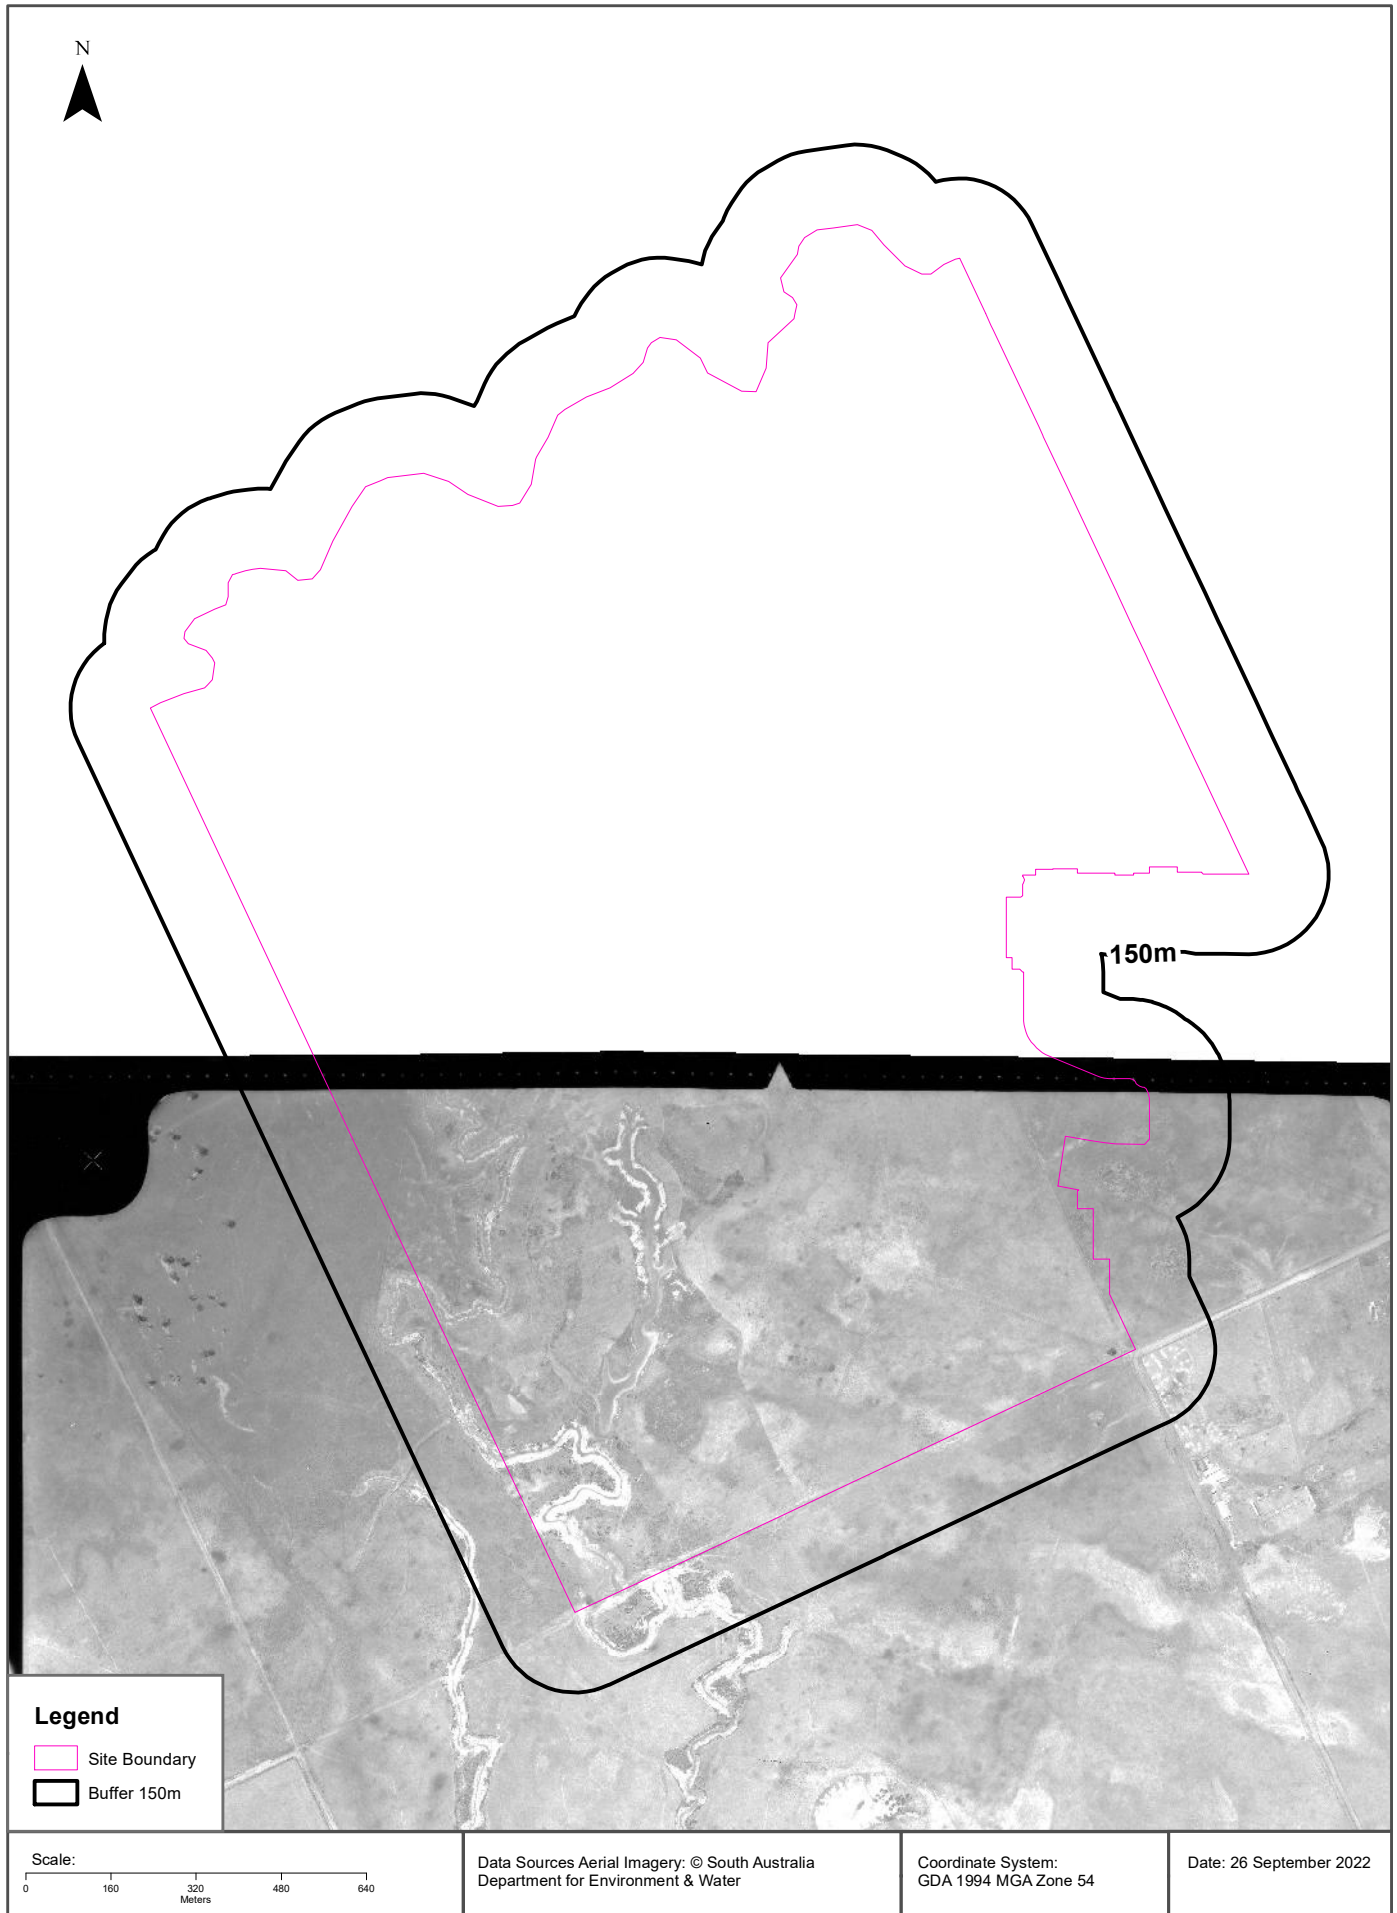 N
150m
Legend
Site Boundary
Buffer 150m
Scale:
0 160 320 480 640
Meters
Data Sources Aerial Imagery: © South Australia
Department for Environment & Water
Coordinate System:
GDA 1994 MGA Zone 54
Date: 26 September 2022